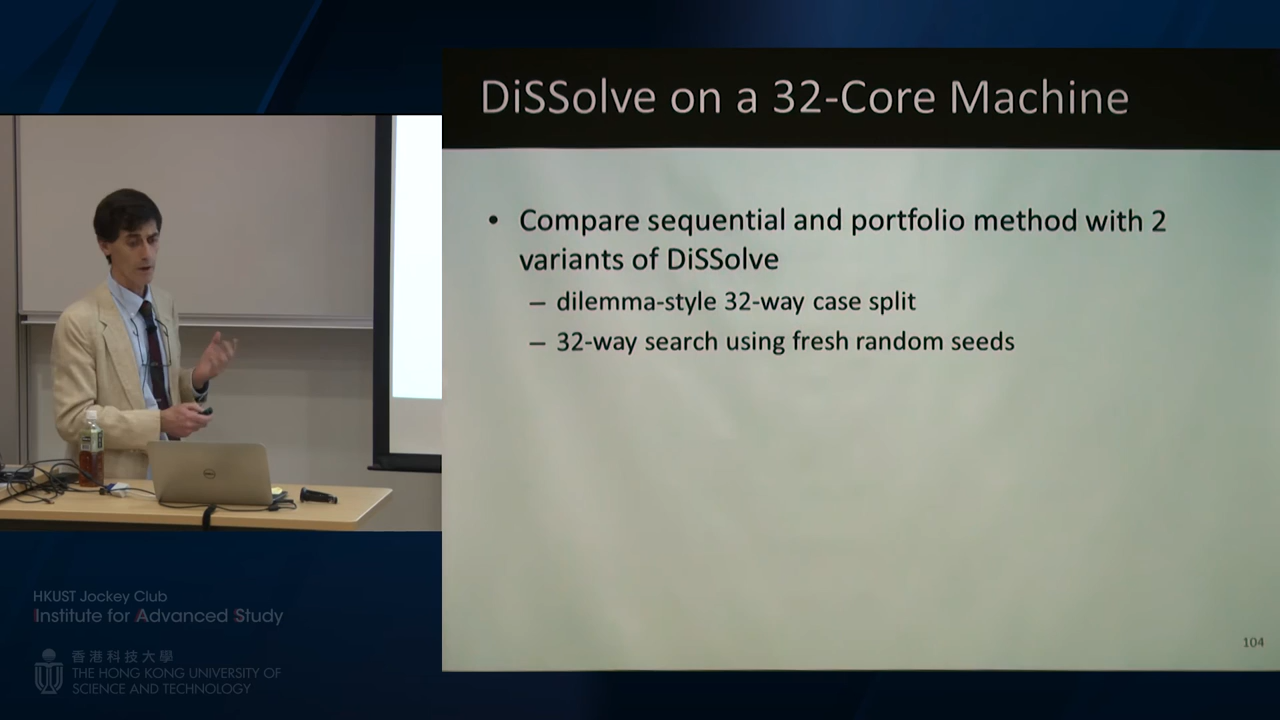 DiSSolve on a 32-Core Machine
• Compare sequential and portfolio method with 2
variants of DiSSolve
– dilemma-style 32-way case split
– 32-way search using fresh random seeds
104
HKUST Jockey Club
Institute for Advanced Study
香港科技大學
THE HONG KONG UNIVERSITY OF
SCIENCE AND TECHNOLOGY
DELL